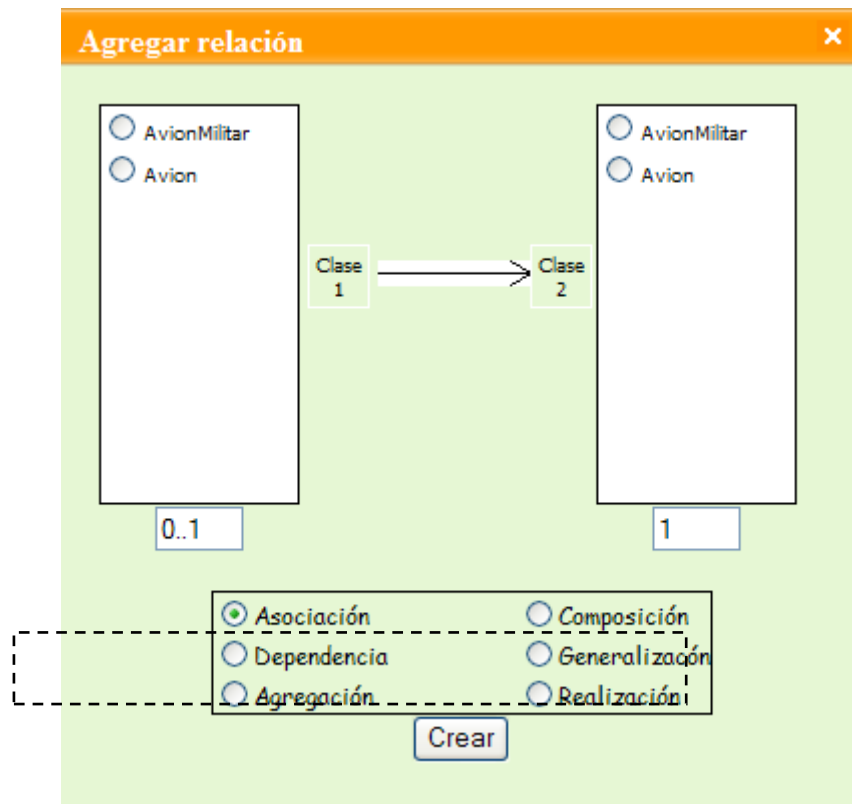 Agregar relación
AvionMilitar
Avion
AvionMilitar
Avion
Clase
1
Clase
2
0..1
1
Asociación
Composición
Dependencia
Generalizacón
Agregación
Realización
Crear